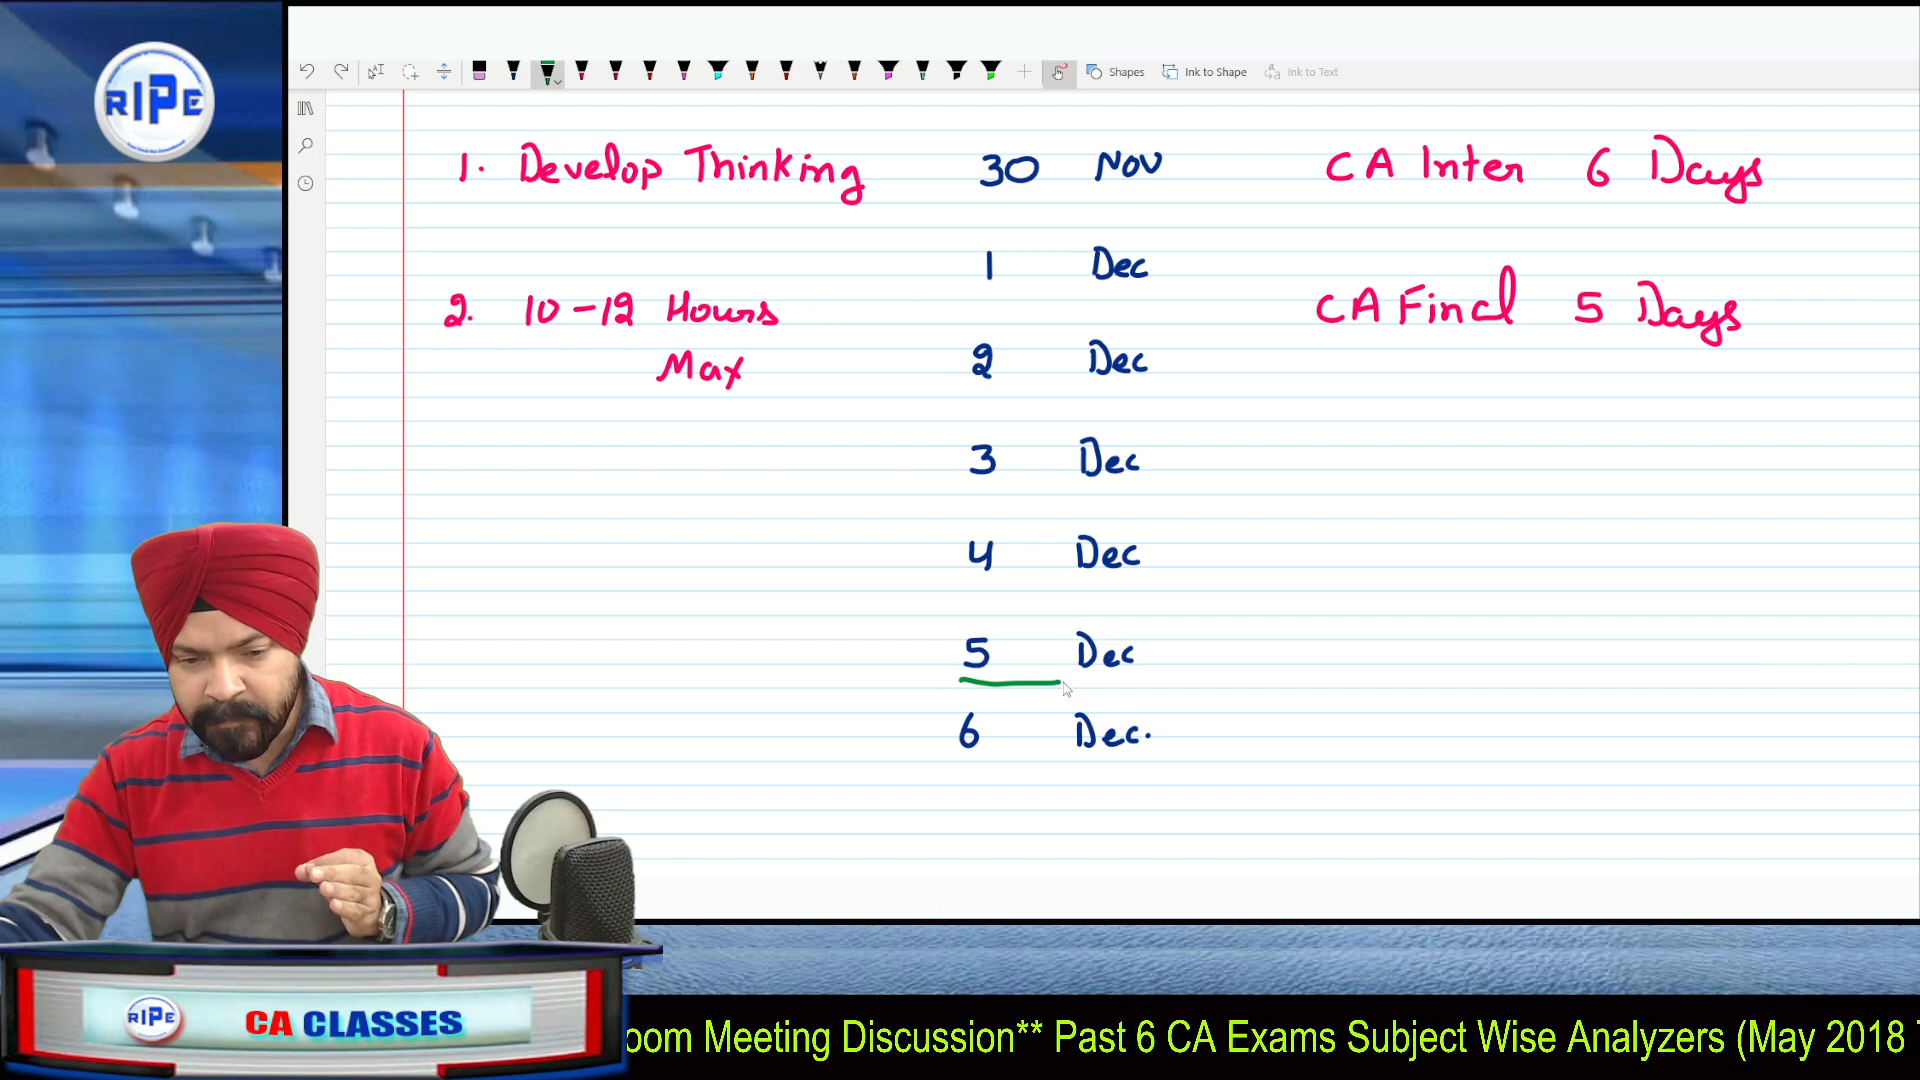 RIPE
Shapes
Ink to Shape
Ink to Text
1. Develop Thinking 30 Nov CA Inter 6 Days
1 Dec
2. 10-12 Hours CA Final 5 Days
Max 2 Dec
3 Dec
4 Dec
5 Dec
6 Dec.
RIPE CA CLASSES
oom Meeting Discussion** Past 6 CA Exams Subject Wise Analyzers (May 2018